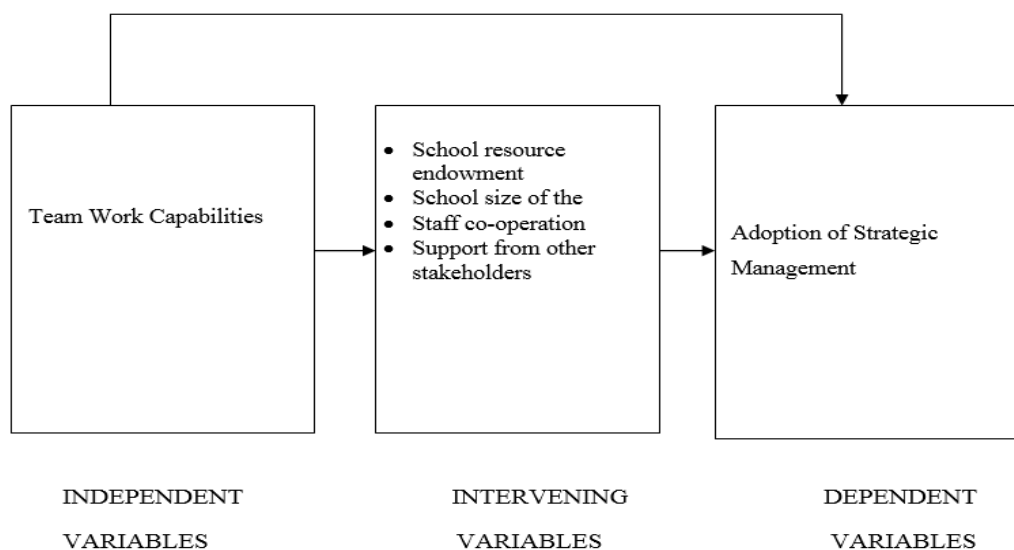 Team Work Capabilities
• School resource
endowment
• School size of the
• Staff co-operation
• Support from other
stakeholders
Adoption of Strategic
Management
INDEPENDENT
VARIABLES
INTERVENING
VARIABLES
DEPENDENT
VARIABLES